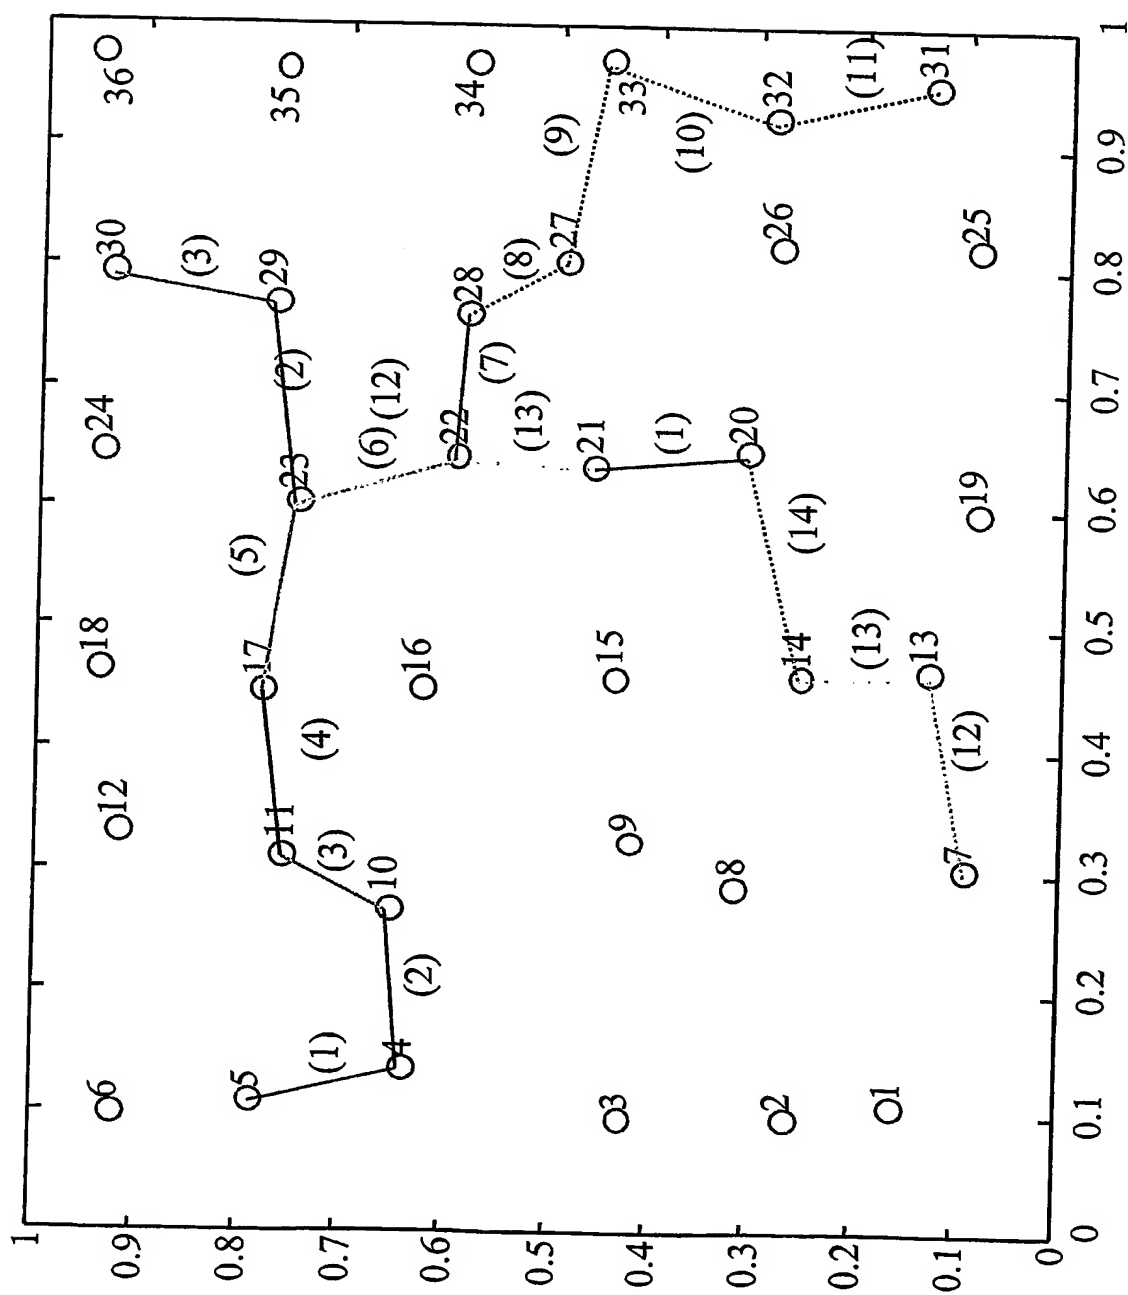 1
0.9 6 12 18 24 30 36
(3)
0.8 5 17 (5) 23 (2) 29 35
0.7 (1) (3) 11 (4)
0.6 4 (2) 10 16 (6) (12) 22 28 34
0.5 (13) (7) (8) (9)
0.4 3 9 15 21 27 33
(1) (10)
0.3 2 8 14 (14) 20 26 32
0.2 1 (13) (11)
0.1 7 (12) 13 19 25 31
0
0 0.1 0.2 0.3 0.4 0.5 0.6 0.7 0.8 0.9 1